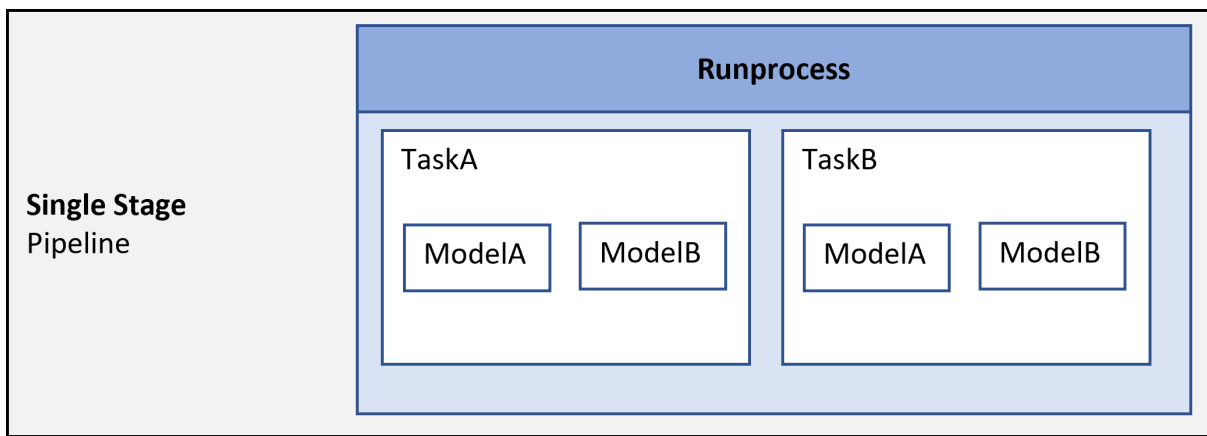 Runprocess
TaskA
TaskB
Single Stage
Pipeline
ModelA
ModelB
ModelA
ModelB